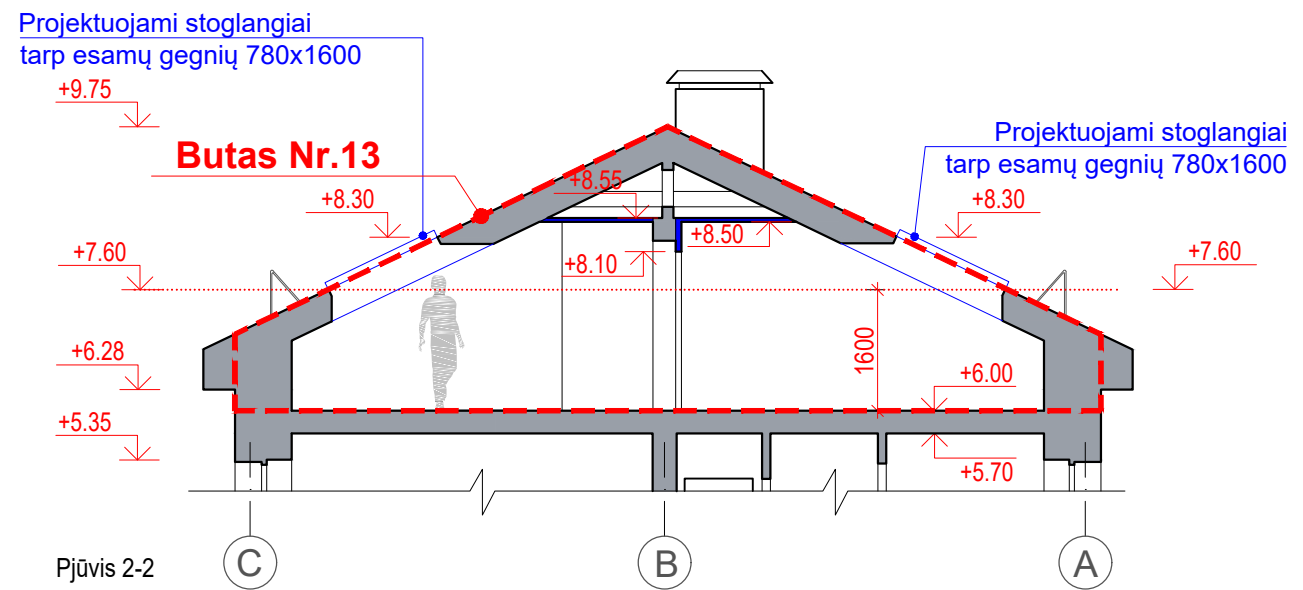 Projektuojami stoglangiai
tarp esamų gegnių 780x1600
+9.75
Butas Nr.13
Projektuojami stoglangiai
tarp esamų gegnių 780x1600
+8.55
+8.30
+8.30
+8.50
+7.60
+8.10
+7.60
1600
+6.28
+6.00
+5.35
+5.70
C
B
A
Pjūvis 2-2